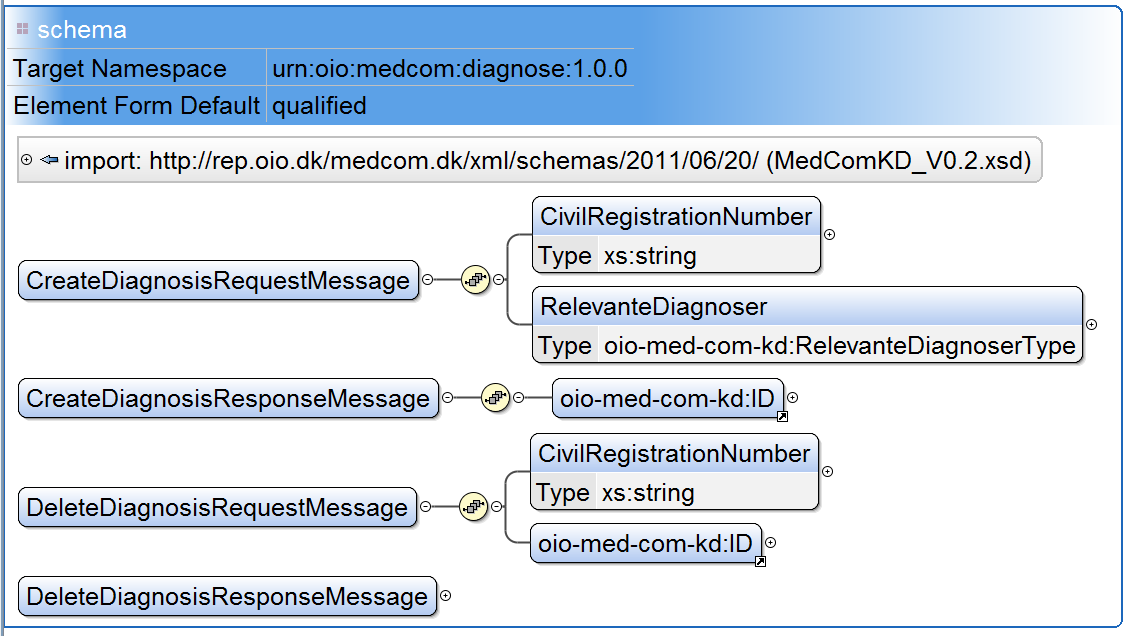 schema
Target Namespace urn:oio:medcom:diagnose:1.0.0
Element Form Default qualified
import: http://rep.oio.dk/medcom.dk/xml/schemas/2011/06/20/ (MedComKD_V0.2.xsd)
CreateDiagnosisRequestMessage
CivilRegistrationNumber
Type xs:string
RelevanteDiagnoser
Type oio-med-com-kd:RelevanteDiagnoserType
CreateDiagnosisResponseMessage
oio-med-com-kd:ID
DeleteDiagnosisRequestMessage
CivilRegistrationNumber
Type xs:string
oio-med-com-kd:ID
DeleteDiagnosisResponseMessage